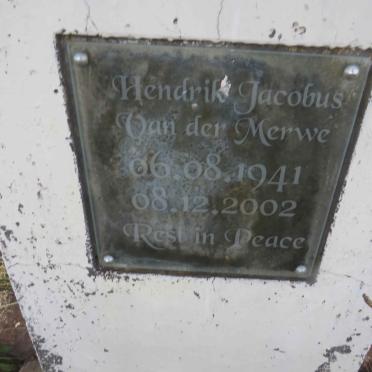 Hendrik Jacobus
Van der Merwe
06.08.1941
08.12.2002
Rest in Peace